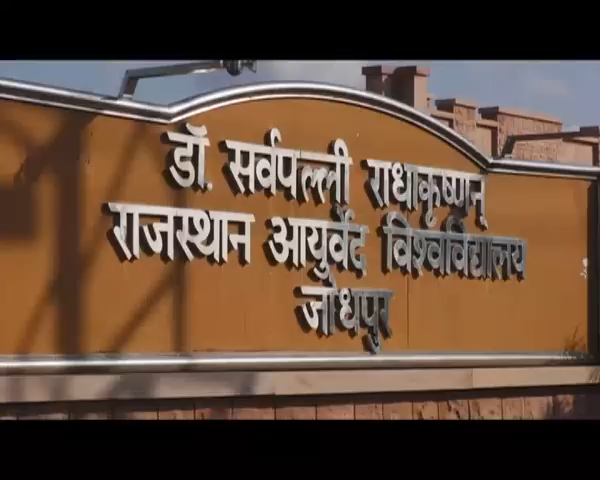 डॉ. सर्वपल्ली राधाकृष्णन्
राजस्थान आयुर्वेद विश्वविद्यालय
जोधपुर